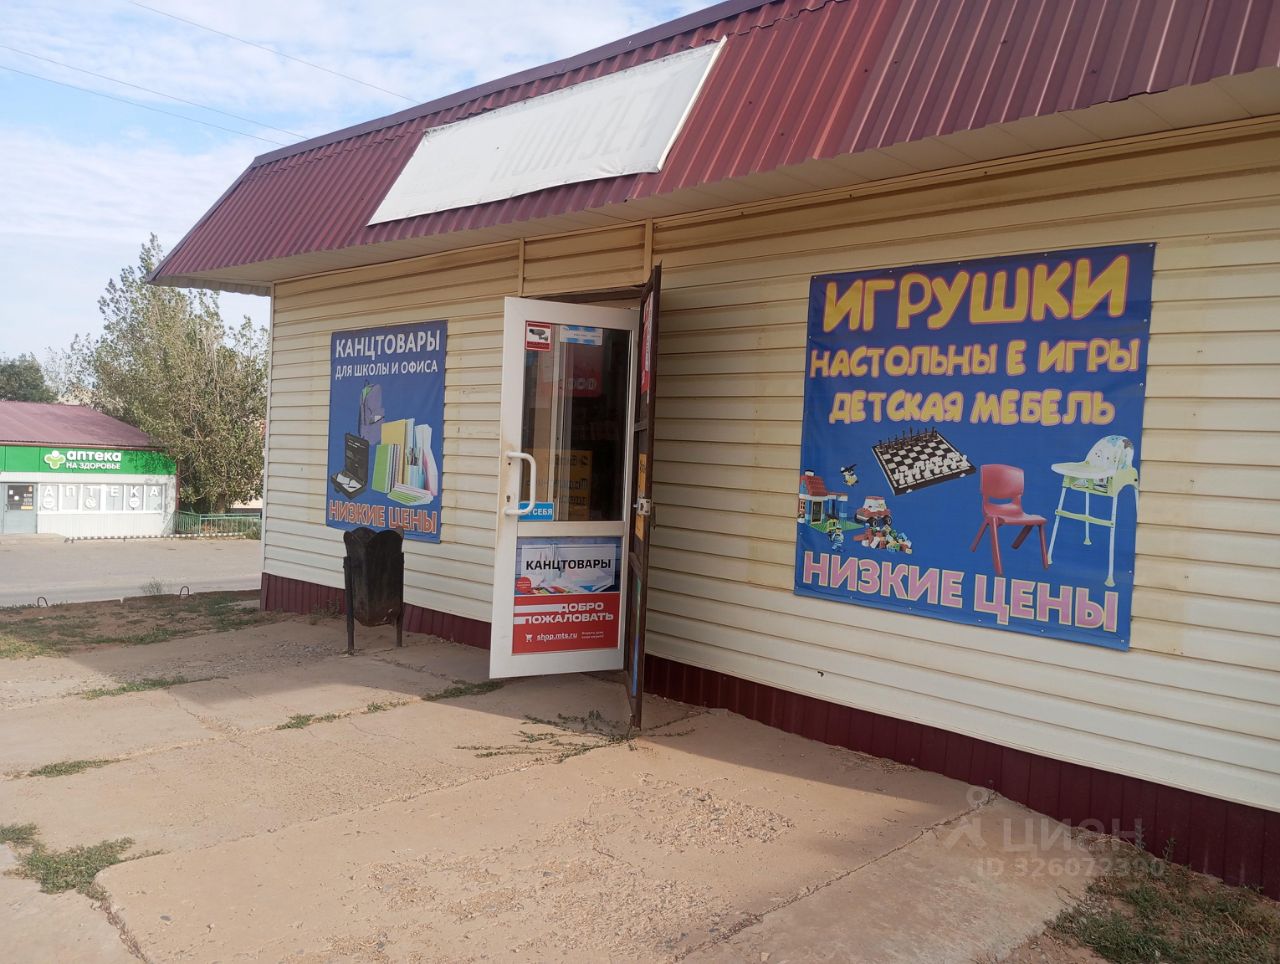 КАНЦТОВАРЫ
ДЛЯ ШКОЛЫ И ОФИСА
НИЗКИЕ ЦЕНЫ
ИГРУШКИ
НАСТОЛЬНЫ Е ИГРЫ
ДЕТСКАЯ МЕБЕЛЬ
НИЗКИЕ ЦЕНЫ
аптека
НА ЗДОРОВЬЕ
АПТЕКА
СЕБЯ
КАНЦТОВАРЫ
ДОБРО
ПОЖАЛОВАТЬ
shop.mts.ru
циан
ID 326072390